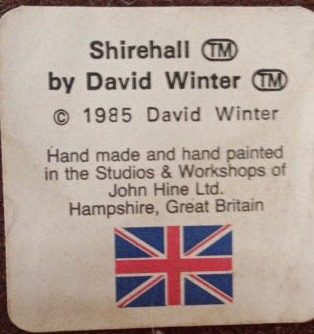 Shirehall ™
by David Winter ™
© 1985 David Winter
Hand made and hand painted
in the Studios & Workshops of
John Hine Ltd.
Hampshire, Great Britain